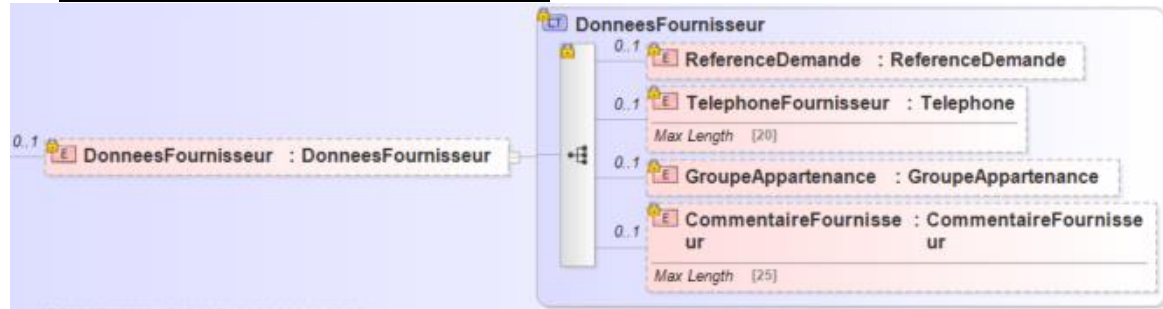 CT DonneesFournisseur
0..1 E ReferenceDemande : ReferenceDemande
0..1 E TelephoneFournisseur : Telephone
Max Length [20]
0..1 E DonneesFournisseur : DonneesFournisseur
0..1 E GroupeAppartenance : GroupeAppartenance
0..1 E CommentaireFournisse : CommentaireFournisse
ur ur
Max Length [25]